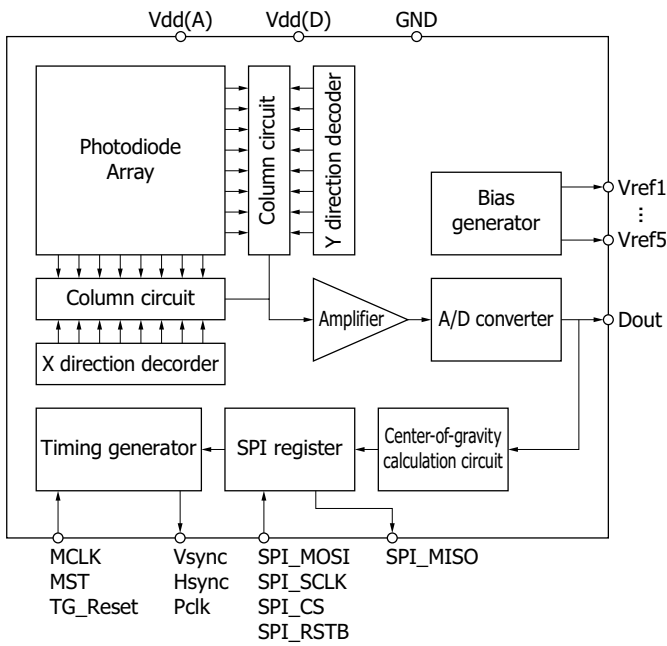 Vdd(A)
Vdd(D)
GND
Photodiode
Array
Column circuit
Y direction decoder
Bias
generator
Vref1
⋮
Vref5
Column circuit
X direction decorder
Amplifier
A/D converter
Dout
Timing generator
SPI register
Center-of-gravity
calculation circuit
MCLK
MST
TG_Reset
Vsync
Hsync
Pclk
SPI_MOSI
SPI_SCLK
SPI_CS
SPI_RSTB
SPI_MISO